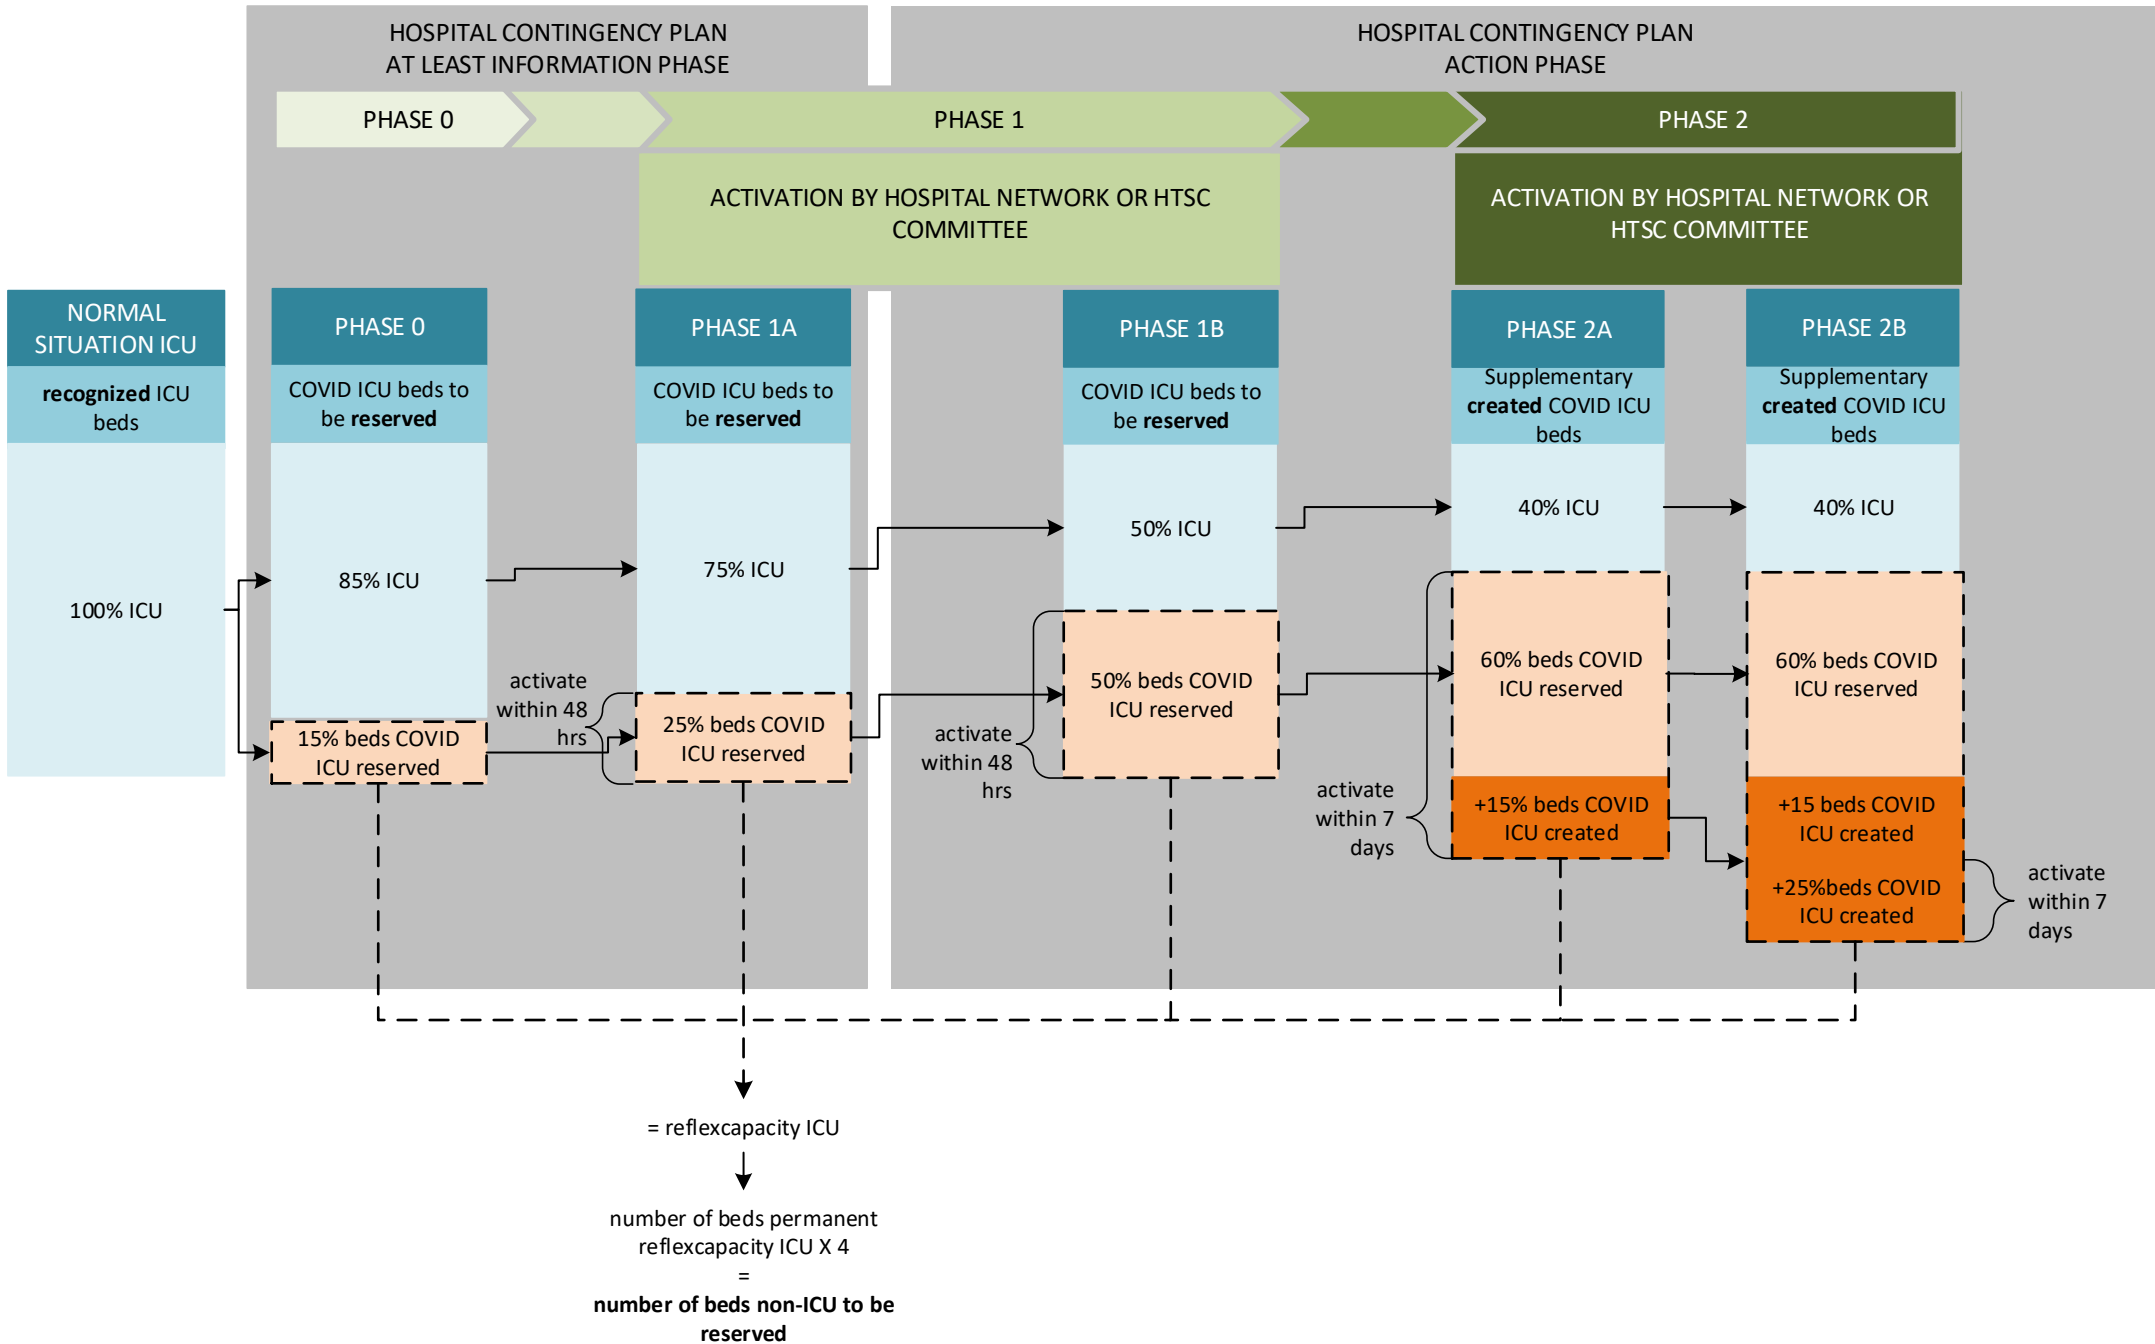 HOSPITAL CONTINGENCY PLAN
AT LEAST INFORMATION PHASE
HOSPITAL CONTINGENCY PLAN
ACTION PHASE
PHASE 0
PHASE 1
PHASE 2
ACTIVATION BY HOSPITAL NETWORK OR HTSC
COMMITTEE
ACTIVATION BY HOSPITAL NETWORK OR
HTSC COMMITTEE
NORMAL
SITUATION ICU
recognized ICU
beds
100% ICU
PHASE 0
COVID ICU beds to
be reserved
85% ICU
15% beds COVID
ICU reserved
activate
within 48
hrs
PHASE 1A
COVID ICU beds to
be reserved
75% ICU
25% beds COVID
ICU reserved
activate
within 48
hrs
PHASE 1B
COVID ICU beds to
be reserved
50% ICU
50% beds COVID
ICU reserved
activate
within 7
days
PHASE 2A
Supplementary
created COVID ICU
beds
40% ICU
60% beds COVID
ICU reserved
+15% beds COVID
ICU created
PHASE 2B
Supplementary
created COVID ICU
beds
40% ICU
60% beds COVID
ICU reserved
+15 beds COVID
ICU created
+25%beds COVID
ICU created
activate
within 7
days
= reflexcapacity ICU
number of beds permanent
reflexcapacity ICU X 4
=
number of beds non-ICU to be
reserved